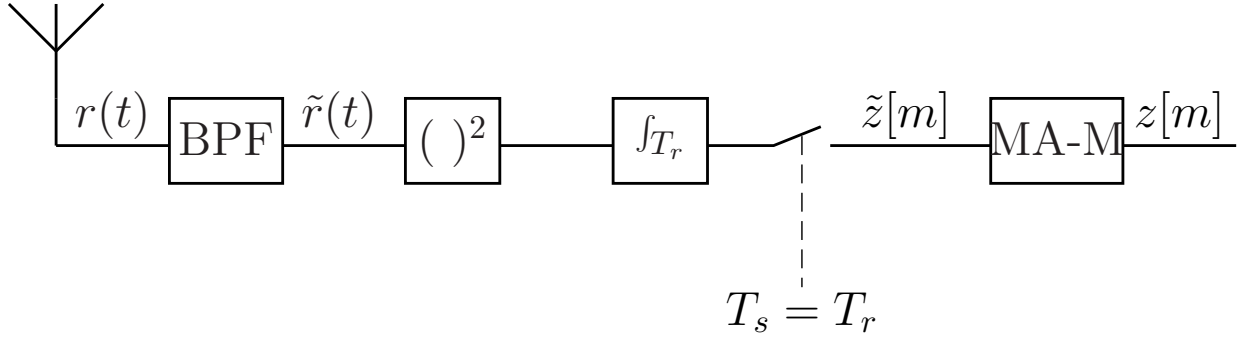 r(t) BPF r̃(t) ( )² ∫_{T_r} z̃[m] MA-M z[m]
T_s = T_r